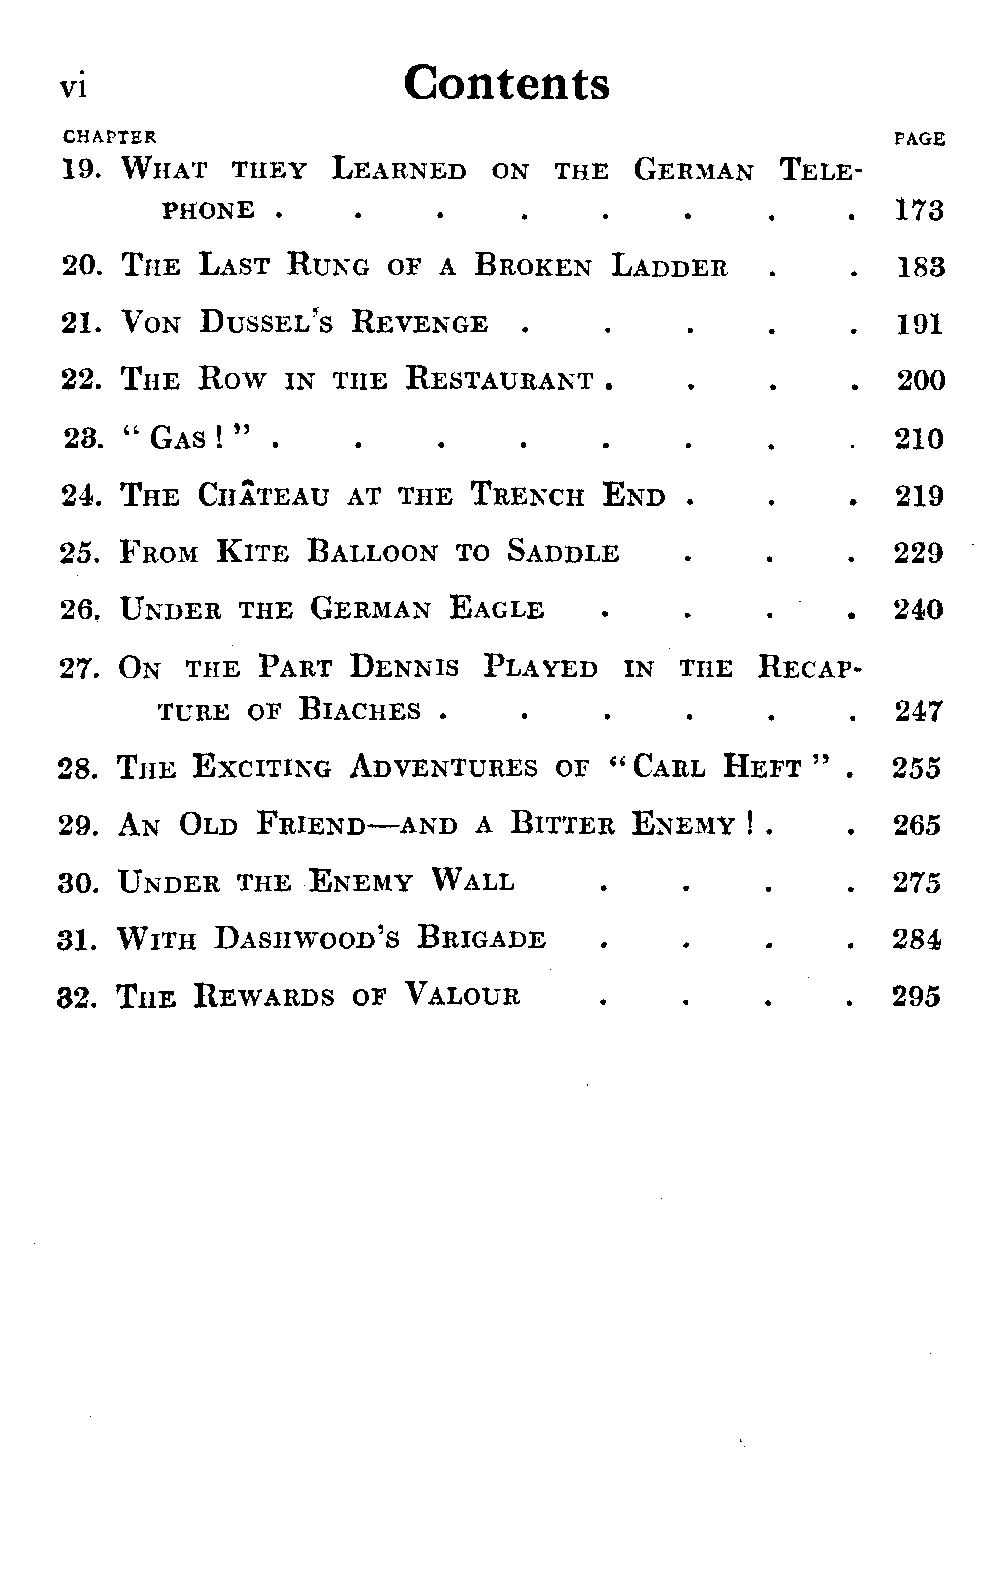 vi Contents
CHAPTER PAGE
19. What they Learned on the German Tele-
phone . . . . . . . . 173
20. The Last Rung of a Broken Ladder . . 183
21. Von Dussel's Revenge . . . . . 191
22. The Row in the Restaurant . . . . 200
23. “ Gas ! ” . . . . . . . . 210
24. The Château at the Trench End . . . 219
25. From Kite Balloon to Saddle . . . 229
26. Under the German Eagle . . . . 240
27. On the Part Dennis Played in the Recap-
ture of Biaches . . . . . . 247
28. The Exciting Adventures of “Carl Heft ” . 255
29. An Old Friend—and a Bitter Enemy ! . . 265
30. Under the Enemy Wall . . . . 275
31. With Dashwood's Brigade . . . . 284
32. The Rewards of Valour . . . . 295